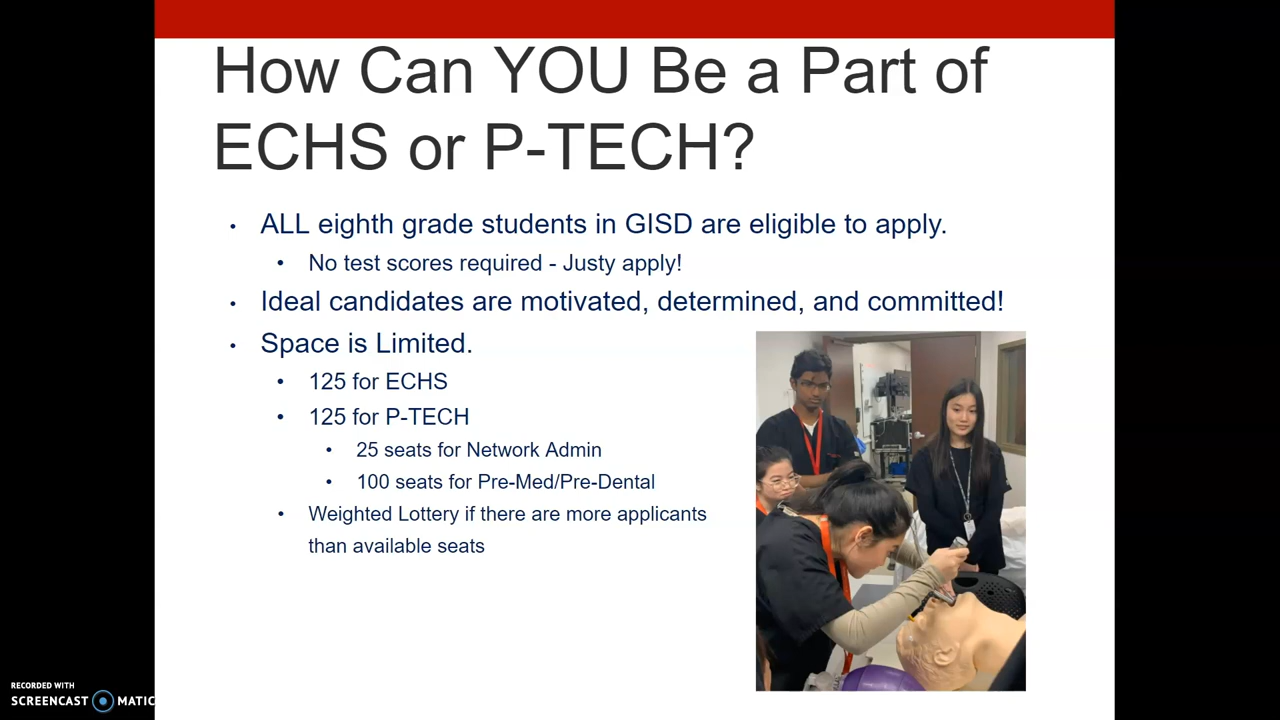 How Can YOU Be a Part of
ECHS or P-TECH?
• ALL eighth grade students in GISD are eligible to apply.
• No test scores required - Justy apply!
• Ideal candidates are motivated, determined, and committed!
• Space is Limited.
• 125 for ECHS
• 125 for P-TECH
• 25 seats for Network Admin
• 100 seats for Pre-Med/Pre-Dental
• Weighted Lottery if there are more applicants
than available seats
RECORDED WITH
SCREENCAST MATIC